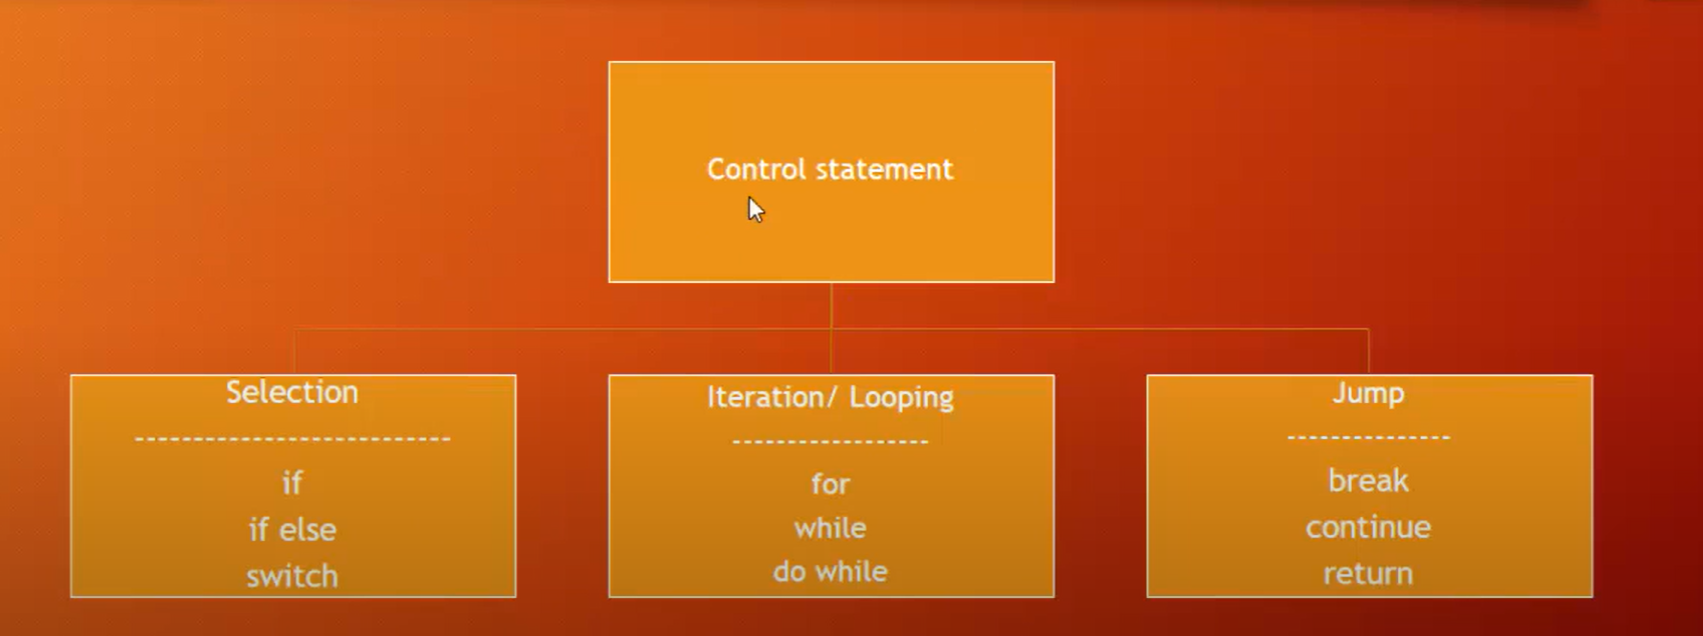 Control statement
Selection
---------------------------
if
if else
switch
Iteration/ Looping
------------------
for
while
do while
Jump
---------------
break
continue
return